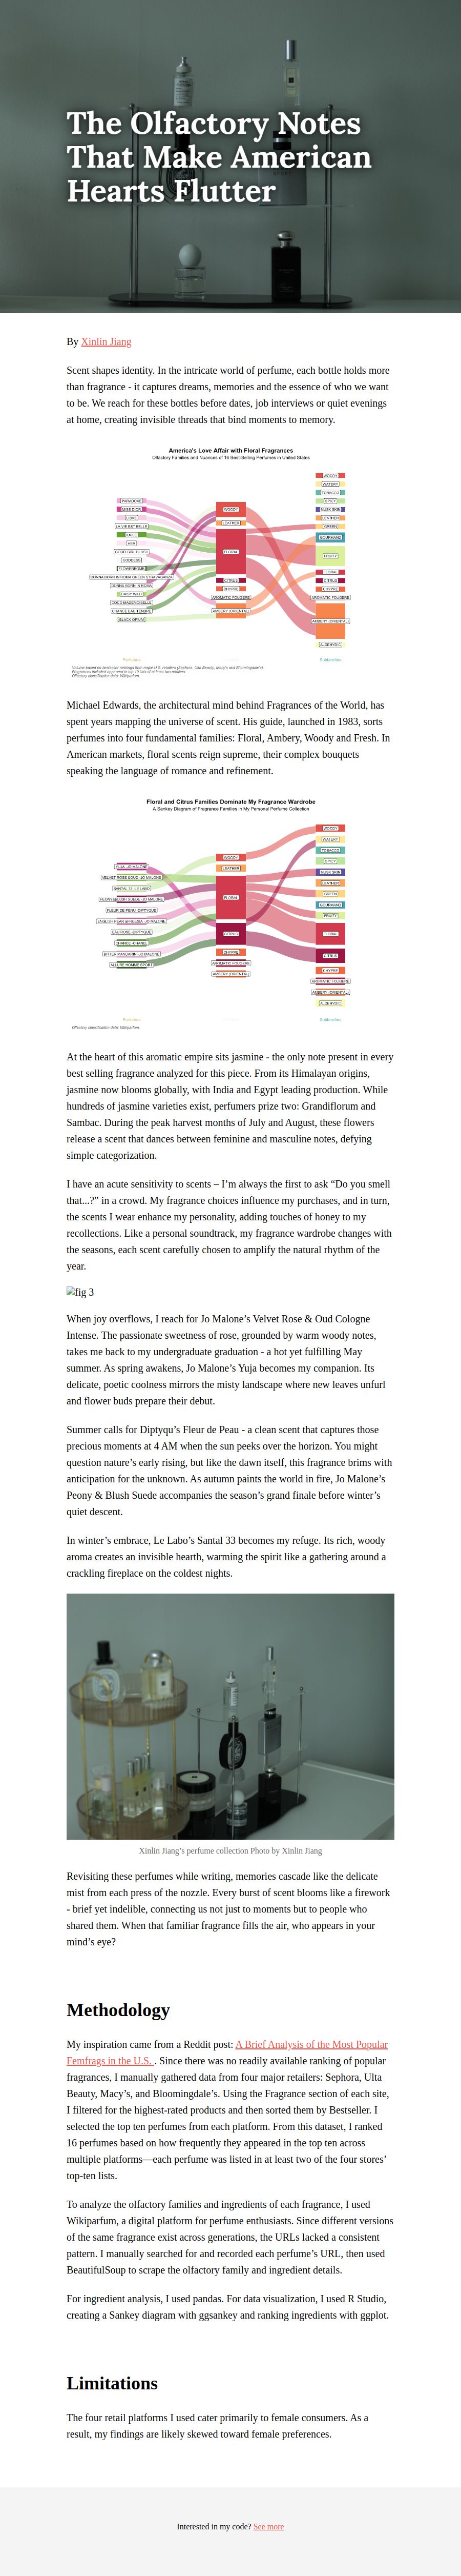 The Olfactory Notes
That Make American
Hearts Flutter
By Xinlin Jiang
Scent shapes identity. In the intricate world of perfume, each bottle holds more
than fragrance - it captures dreams, memories and the essence of who we want
to be. We reach for these bottles before dates, job interviews or quiet evenings
at home, creating invisible threads that bind moments to memory.
America's Love Affair with Floral Fragrances
Olfactory Families and Nuances of 16 Best-Selling Perfumes in United States
PARADOXE
MISS DIOR
LIBRE
LA VIE EST BELLE
IDOLE
HER
GOOD GIRL BLUSH
GODDESS
FLOWERBOMB
DONNA BORN IN ROMA GREEN STRAVAGANZA
DONNA BORN IN ROMA
DAISY WILD
COCO MADEMOISELLE
CHANCE EAU TENDRE
BLACK OPIUM
WOODY
LEATHER
FLORAL
CITRUS
CHYPRE
AROMATIC FOUGERE
AMBERY (ORIENTAL)
WOODY
WATERY
TOBACCO
SPICY
MUSK SKIN
LEATHER
GREEN
GOURMAND
FRUITY
FLORAL
CITRUS
CHYPRE
AROMATIC FOUGERE
AMBERY (ORIENTAL)
ALDEHYDIC
Perfumes
Subfamilies
Volume based on bestseller rankings from major U.S. retailers (Sephora, Ulta Beauty, Macy's and Bloomingdale's).
Fragrances included appeared in the top 10 lists of at least two retailers.
Olfactory classification data: Wikiparfum
Michael Edwards, the architectural mind behind Fragrances of the World, has
spent years mapping the universe of scent. His guide, launched in 1983, sorts
perfumes into four fundamental families: Floral, Ambery, Woody and Fresh. In
American markets, floral scents reign supreme, their complex bouquets
speaking the language of romance and refinement.
Floral and Citrus Families Dominate My Fragrance Wardrobe
A Sankey Diagram of Fragrance Families in My Personal Perfume Collection
YUJA -JO MALONE
VELVET ROSE &OUD -JO MALONE
SANTAL 33 -LE LABO
PEONY&BLUSH SUEDE -JO MALONE
FLEUR DE PEAU -DIPTYQUE
ENGLISH PEAR &FREESIA -JO MALONE
EAU ROSE -DIPTYQUE
CHANCE -CHANEL
BITTER MANDARIN -JO MALONE
ALLURE HOMME SPORT
WOODY
LEATHER
FLORAL
CITRUS
CHYPRE
AROMATIC FOUGERE
AMBERY (ORIENTAL)
WOODY
WATERY
TOBACCO
SPICY
MUSK SKIN
LEATHER
GREEN
GOURMAND
FRUITY
FLORAL
CITRUS
CHYPRE
AROMATIC FOUGERE
AMBERY (ORIENTAL)
ALDEHYDIC
Perfumes
Subfamilies
Olfactory classification data: Wikiparfum
At the heart of this aromatic empire sits jasmine - the only note present in every
best selling fragrance analyzed for this piece. From its Himalayan origins,
jasmine now blooms globally, with India and Egypt leading production. While
hundreds of jasmine varieties exist, perfumers prize two: Grandiflorum and
Sambac. During the peak harvest months of July and August, these flowers
release a scent that dances between feminine and masculine notes, defying
simple categorization.
I have an acute sensitivity to scents – I’m always the first to ask “Do you smell
that...?” in a crowd. My fragrance choices influence my purchases, and in turn,
the scents I wear enhance my personality, adding touches of honey to my
recollections. Like a personal soundtrack, my fragrance wardrobe changes with
the seasons, each scent carefully chosen to amplify the natural rhythm of the
year.
fig 3
When joy overflows, I reach for Jo Malone’s Velvet Rose & Oud Cologne
Intense. The passionate sweetness of rose, grounded by warm woody notes,
takes me back to my undergraduate graduation - a hot yet fulfilling May
summer. As spring awakens, Jo Malone’s Yuja becomes my companion. Its
delicate, poetic coolness mirrors the misty landscape where new leaves unfurl
and flower buds prepare their debut.
Summer calls for Diptyqu’s Fleur de Peau - a clean scent that captures those
precious moments at 4 AM when the sun peeks over the horizon. You might
question nature’s early rising, but like the dawn itself, this fragrance brims with
anticipation for the unknown. As autumn paints the world in fire, Jo Malone’s
Peony & Blush Suede accompanies the season’s grand finale before winter’s
quiet descent.
In winter’s embrace, Le Labo’s Santal 33 becomes my refuge. Its rich, woody
aroma creates an invisible hearth, warming the spirit like a gathering around a
crackling fireplace on the coldest nights.
Xinlin Jiang’s perfume collection Photo by Xinlin Jiang
Revisiting these perfumes while writing, memories cascade like the delicate
mist from each press of the nozzle. Every burst of scent blooms like a firework
- brief yet indelible, connecting us not just to moments but to people who
shared them. When that familiar fragrance fills the air, who appears in your
mind’s eye?
Methodology
My inspiration came from a Reddit post: A Brief Analysis of the Most Popular
Femfrags in the U.S. . Since there was no readily available ranking of popular
fragrances, I manually gathered data from four major retailers: Sephora, Ulta
Beauty, Macy’s, and Bloomingdale’s. Using the Fragrance section of each site,
I filtered for the highest-rated products and then sorted them by Bestseller. I
selected the top ten perfumes from each platform. From this dataset, I ranked
16 perfumes based on how frequently they appeared in the top ten across
multiple platforms—each perfume was listed in at least two of the four stores’
top-ten lists.
To analyze the olfactory families and ingredients of each fragrance, I used
Wikiparfum, a digital platform for perfume enthusiasts. Since different versions
of the same fragrance exist across generations, the URLs lacked a consistent
pattern. I manually searched for and recorded each perfume’s URL, then used
BeautifulSoup to scrape the olfactory family and ingredient details.
For ingredient analysis, I used pandas. For data visualization, I used R Studio,
creating a Sankey diagram with ggsankey and ranking ingredients with ggplot.
Limitations
The four retail platforms I used cater primarily to female consumers. As a
result, my findings are likely skewed toward female preferences.
Interested in my code? See more